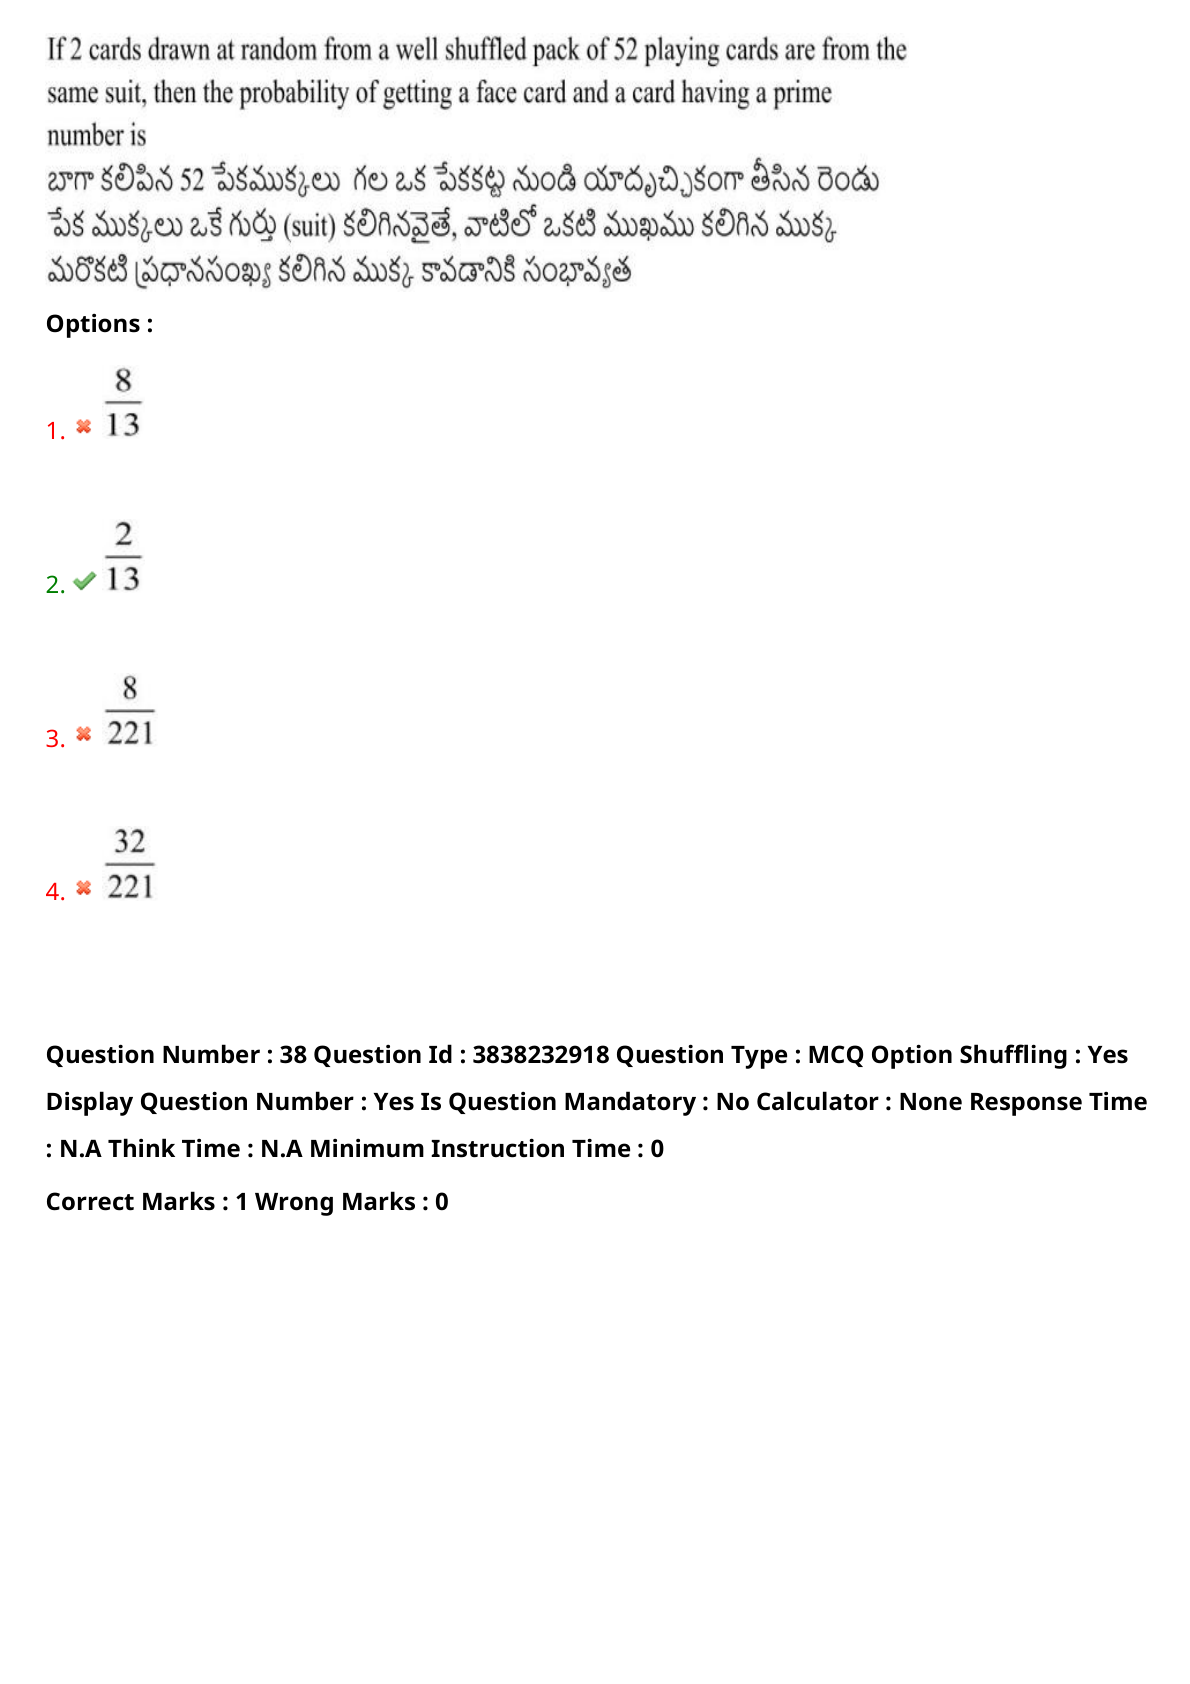 If 2 cards drawn at random from a well shuffled pack of 52 playing cards are from the
same suit, then the probability of getting a face card and a card having a prime
number is
బాగా కలిపిన 52 పేకముక్కలు గల ఒక పేకకట్ట నుండి యాదృచ్చికంగా తీసిన రెండు
పేక ముక్కలు ఒకే గుర్తు (suit) కలిగినవైతే, వాటిలో ఒకటి ముఖము కలిగిన ముక్క
మరొకటి ప్రధానసంఖ్య కలిగిన ముక్క కావడానికి సంభావ్యత
Options :
1. 8/13
2. 2/13
3. 8/221
4. 32/221
Question Number : 38 Question Id : 3838232918 Question Type : MCQ Option Shuffling : Yes
Display Question Number : Yes Is Question Mandatory : No Calculator : None Response Time
: N.A Think Time : N.A Minimum Instruction Time : 0
Correct Marks : 1 Wrong Marks : 0